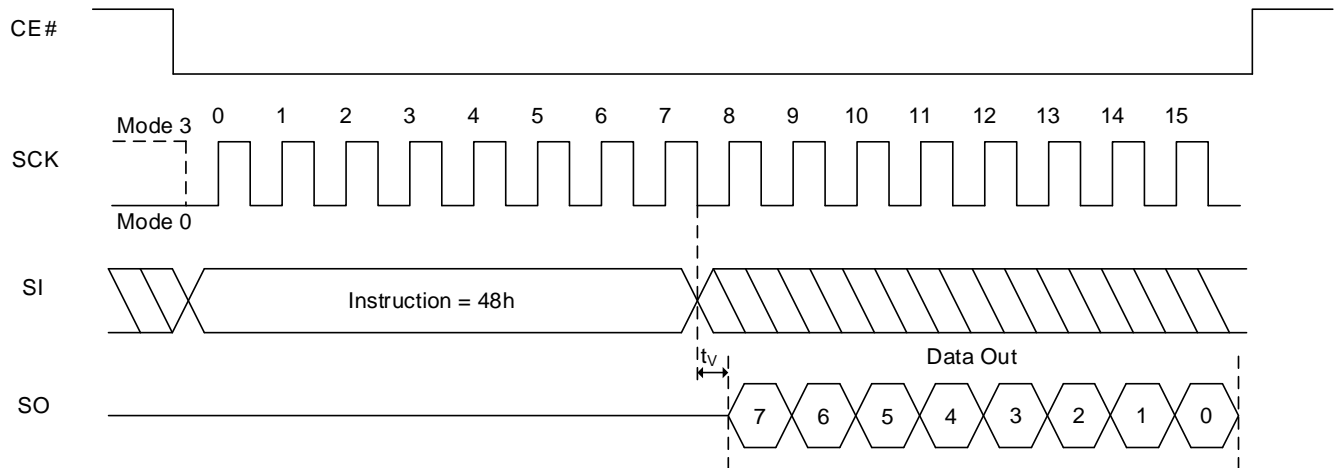 CE#
0 1 2 3 4 5 6 7 8 9 10 11 12 13 14 15
Mode 3
SCK
Mode 0
SI
Instruction = 48h
tV
Data Out
SO
7 6 5 4 3 2 1 0